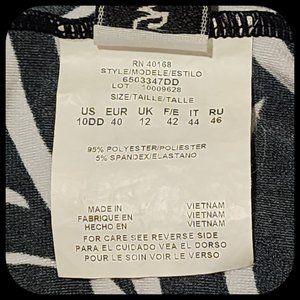 RN 40168
STYLE/MODELE/ESTILO
6503347DD
LOT 10009628
SIZE/TAILLE/TALLE
US EUR UK F/E IT RU
10DD 40 12 42 44 46
95% POLYESTER/POLIESTER
5% SPANDEX/ELASTANO
MADE IN VIETNAM
FABRIQUE EN VIETNAM
HECHO EN VIETNAM
FOR CARE SEE REVERSE SIDE
PARA EL CUIDADO VEA EL DORSO
POUR LE SOIN VOIR LE VERSO